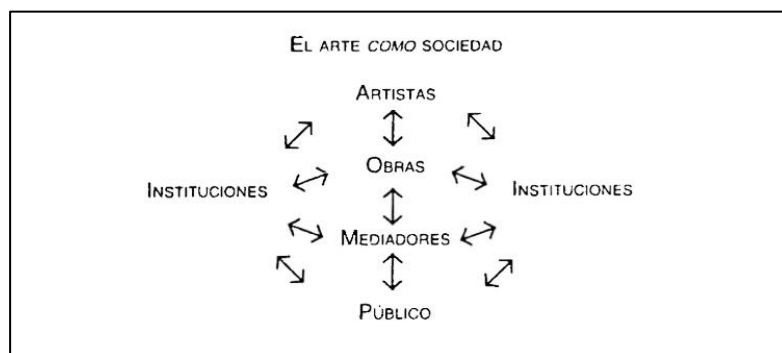 EL ARTE COMO SOCIEDAD
ARTISTAS
OBRAS
INSTITUCIONES INSTITUCIONES
MEDIADORES
PÚBLICO